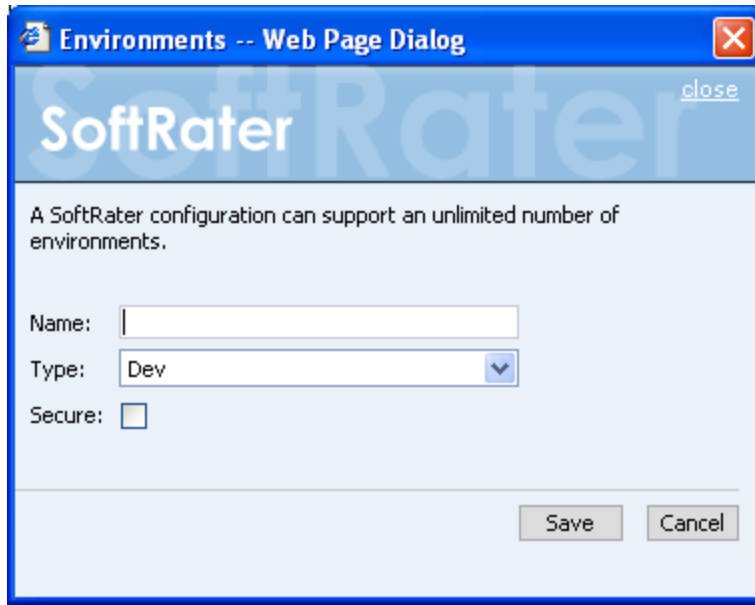 Environments -- Web Page Dialog
close
SoftRater
SoftRater
A SoftRater configuration can support an unlimited number of
environments.
Name:
Type: Dev
Secure:
Save Cancel